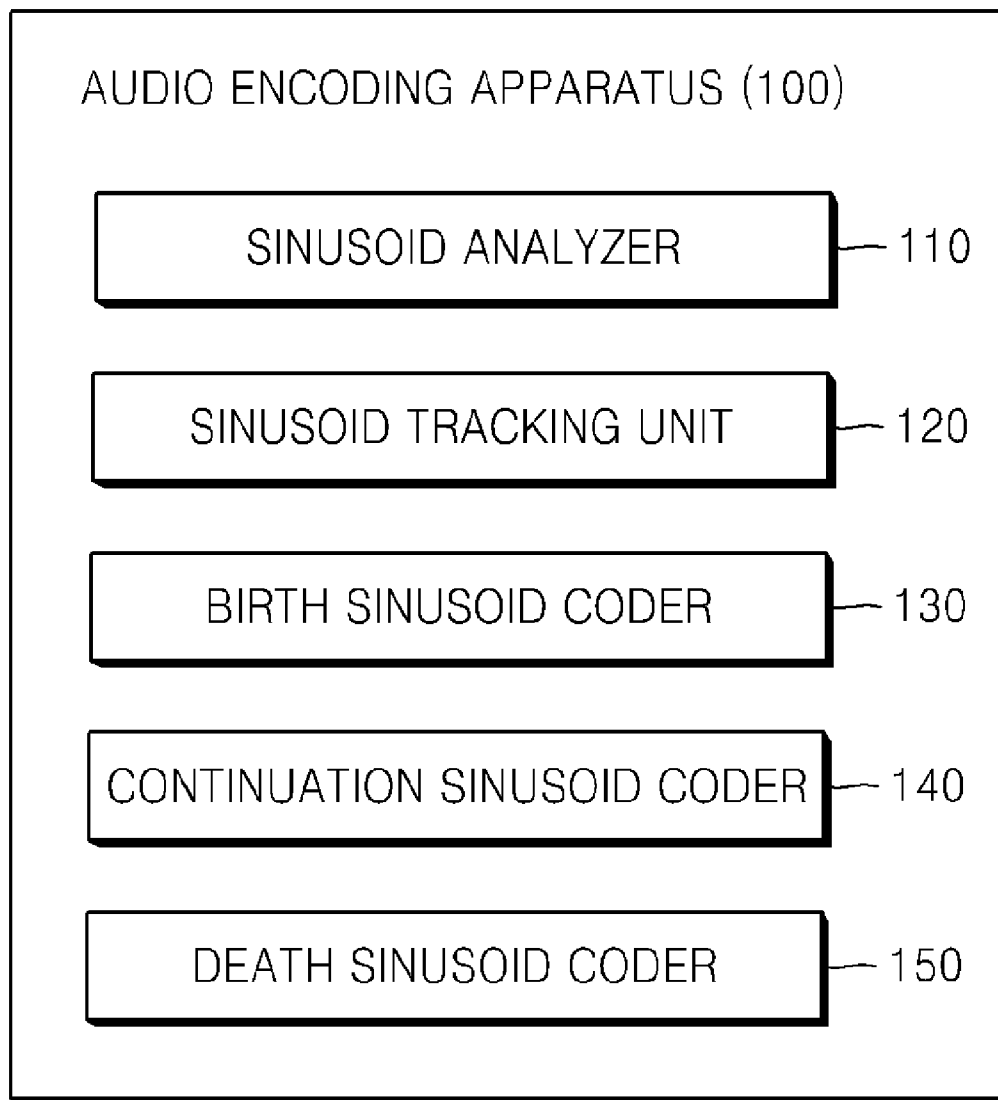 AUDIO ENCODING APPARATUS (100)
SINUSOID ANALYZER 110
SINUSOID TRACKING UNIT 120
BIRTH SINUSOID CODER 130
CONTINUATION SINUSOID CODER 140
DEATH SINUSOID CODER 150